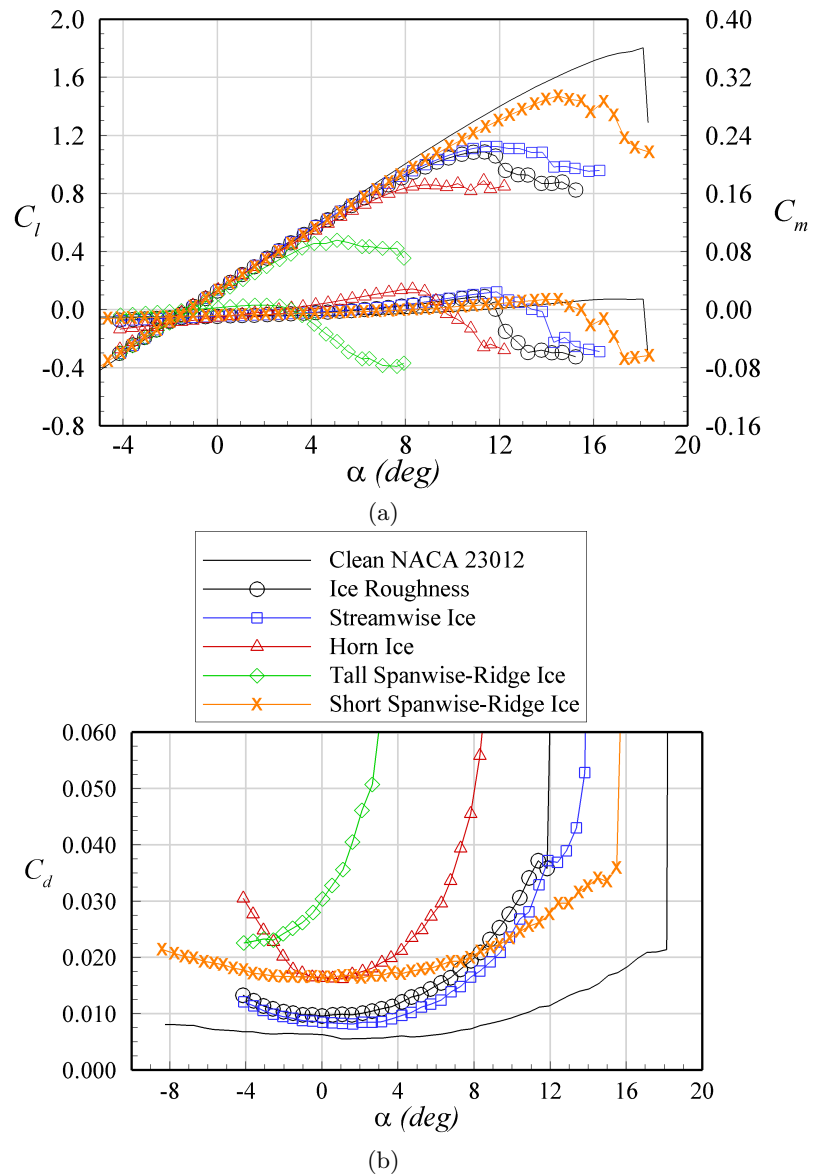 2.0 0.40
1.6 0.32
1.2 0.24
0.8 0.16
C_l C_m
0.4 0.08
0.0 0.00
-0.4 -0.08
-0.8 -0.16
-4 0 4 8 12 16 20
α (deg)
(a)
Clean NACA 23012
Ice Roughness
Streamwise Ice
Horn Ice
Tall Spanwise-Ridge Ice
Short Spanwise-Ridge Ice
0.060
0.050
0.040
C_d
0.030
0.020
0.010
0.000
-8 -4 0 4 8 12 16 20
α (deg)
(b)